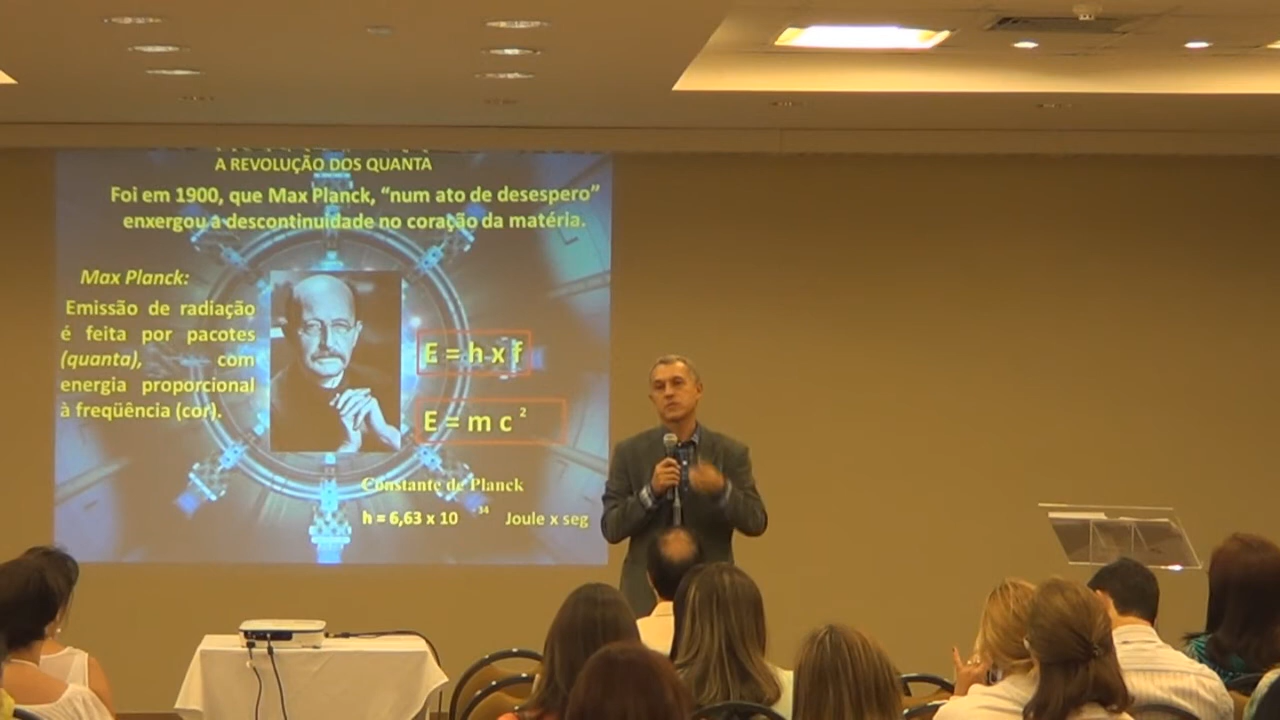 A REVOLUÇÃO DOS QUANTA
Foi em 1900, que Max Planck, “num ato de desespero”
enxergou a descontinuidade no coração da matéria.
Max Planck:
Emissão de radiação
é feita por pacotes
(quanta), com
energia proporcional
à freqüência (cor).
E = h x f
E = m c ²
Constante de Planck
h = 6,63 x 10 ⁻³⁴ Joule x seg